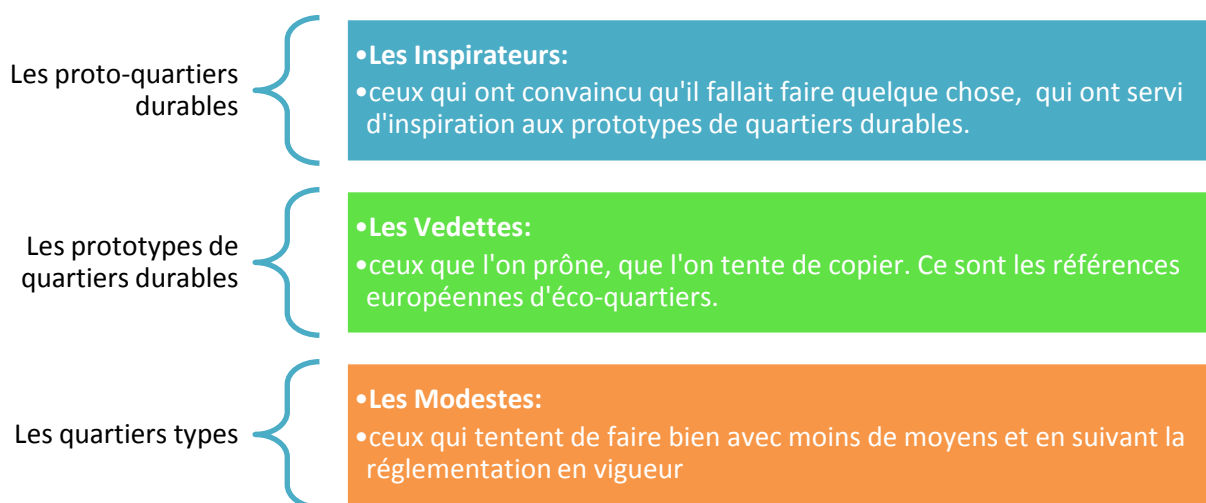 Les proto-quartiers
durables
•Les Inspirateurs:
•ceux qui ont convaincu qu'il fallait faire quelque chose, qui ont servi
d'inspiration aux prototypes de quartiers durables.
Les prototypes de
quartiers durables
•Les Vedettes:
•ceux que l'on prône, que l'on tente de copier. Ce sont les références
européennes d'éco-quartiers.
Les quartiers types
•Les Modestes:
•ceux qui tentent de faire bien avec moins de moyens et en suivant la
réglementation en vigueur